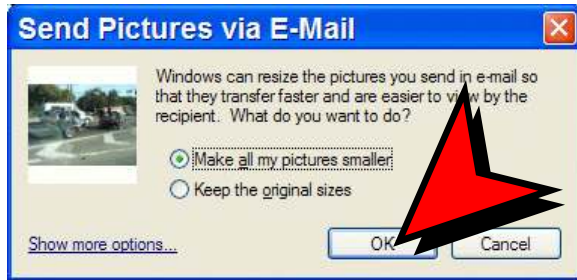 Send Pictures via E-Mail
Windows can resize the pictures you send in e-mail so
that they transfer faster and are easier to view by the
recipient. What do you want to do?
Make all my pictures smaller
Keep the original sizes
Show more options...
OK
Cancel